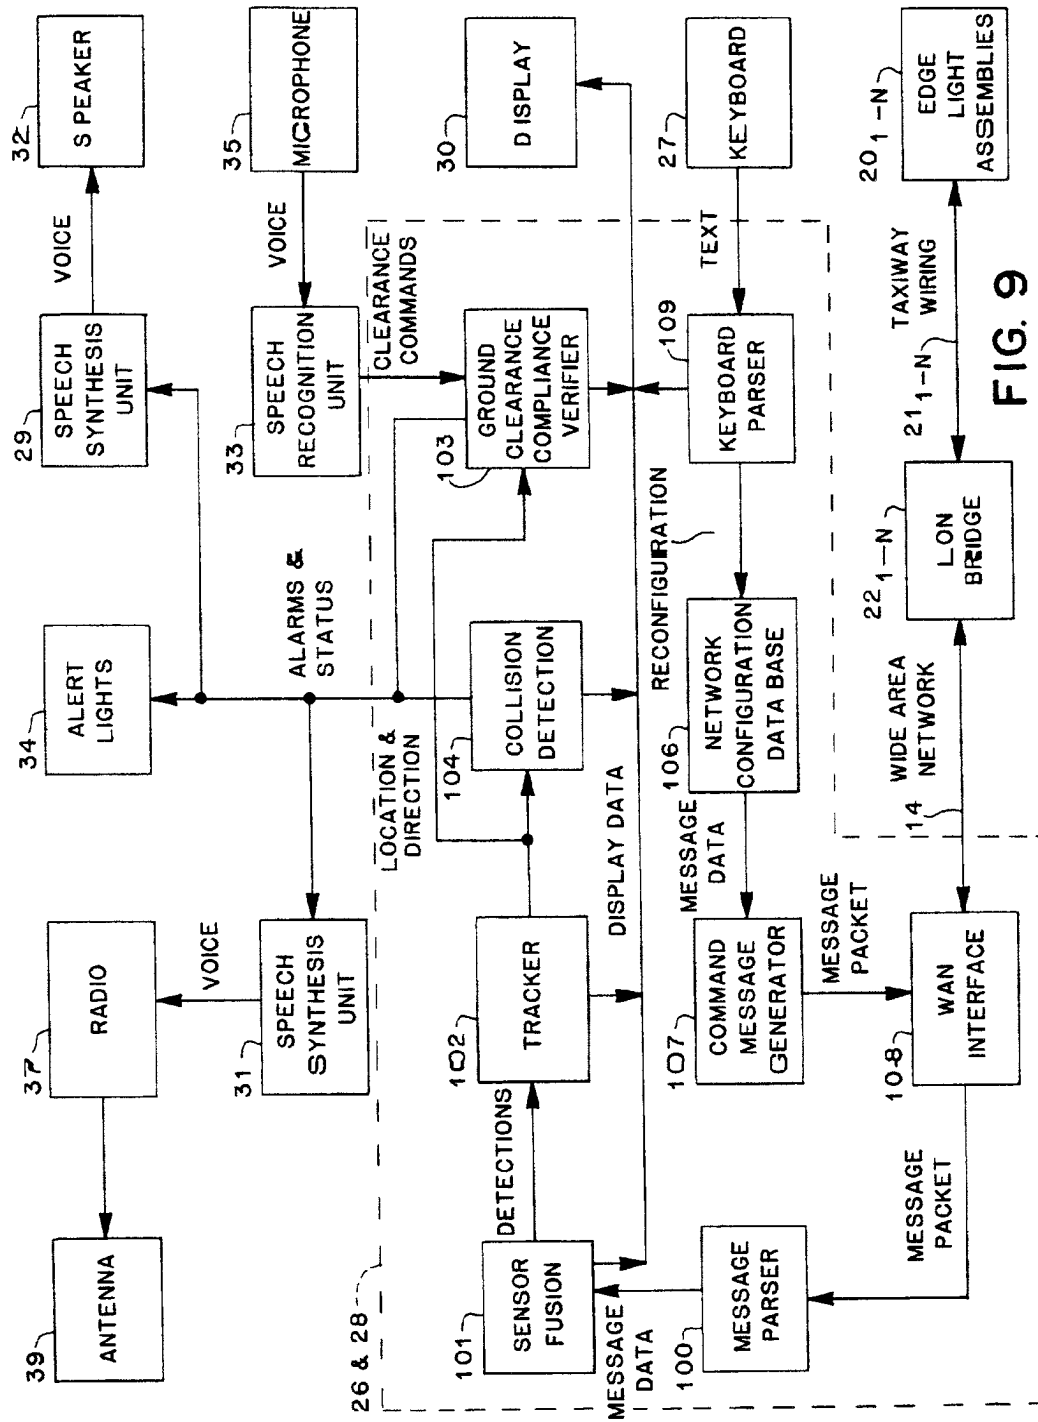 39
ANTENNA
37
RADIO
VOICE
31
SPEECH
SYNTHESIS
UNIT
34
ALERT
LIGHTS
ALARMS &
STATUS
29
SPEECH
SYNTHESIS
UNIT
VOICE
32
SPEAKER
33
SPEECH
RECOGNITION
UNIT
VOICE
35
MICROPHONE
CLEARANCE
COMMANDS
26 & 28
LOCATION &
DIRECTION
101
SENSOR
FUSION
DETECTIONS
102
TRACKER
104
COLLISION
DETECTION
103
GROUND
CLEARANCE
COMPLIANCE
VERIFIER
30
DISPLAY
MESSAGE
DATA
DISPLAY DATA
100
MESSAGE
PARSER
107
COMMAND
MESSAGE
GENERATOR
MESSAGE
DATA
106
NETWORK
CONFIGURATION
DATA BASE
RECONFIGURATION
109
KEYBOARD
PARSER
TEXT
27
KEYBOARD
MESSAGE
PACKET
MESSAGE
PACKET
108
WAN
INTERFACE
14
WIDE AREA
NETWORK
22 1-N
LON
BRIDGE
21 1-N
TAXIWAY
WIRING
20 1-N
EDGE
LIGHT
ASSEMBLIES
FIG. 9